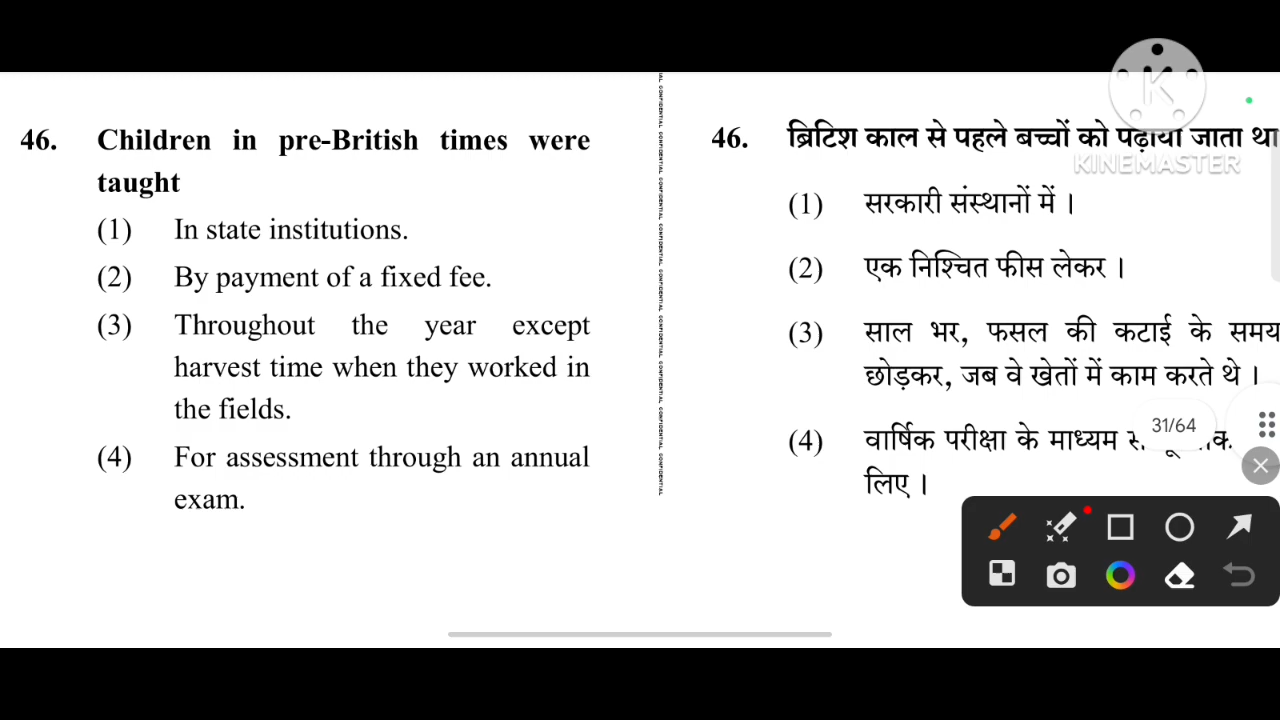 46. Children in pre-British times were
taught
(1) In state institutions.
(2) By payment of a fixed fee.
(3) Throughout the year except
harvest time when they worked in
the fields.
(4) For assessment through an annual
exam.
46. ब्रिटिश काल से पहले बच्चों को पढ़ाया जाता था
(1) सरकारी संस्थानों में ।
(2) एक निश्चित फीस लेकर ।
(3) साल भर, फसल की कटाई के समय
छोड़कर, जब वे खेतों में काम करते थे ।
(4) वार्षिक परीक्षा के माध्यम
लिए ।
KINEMASTER
31/64